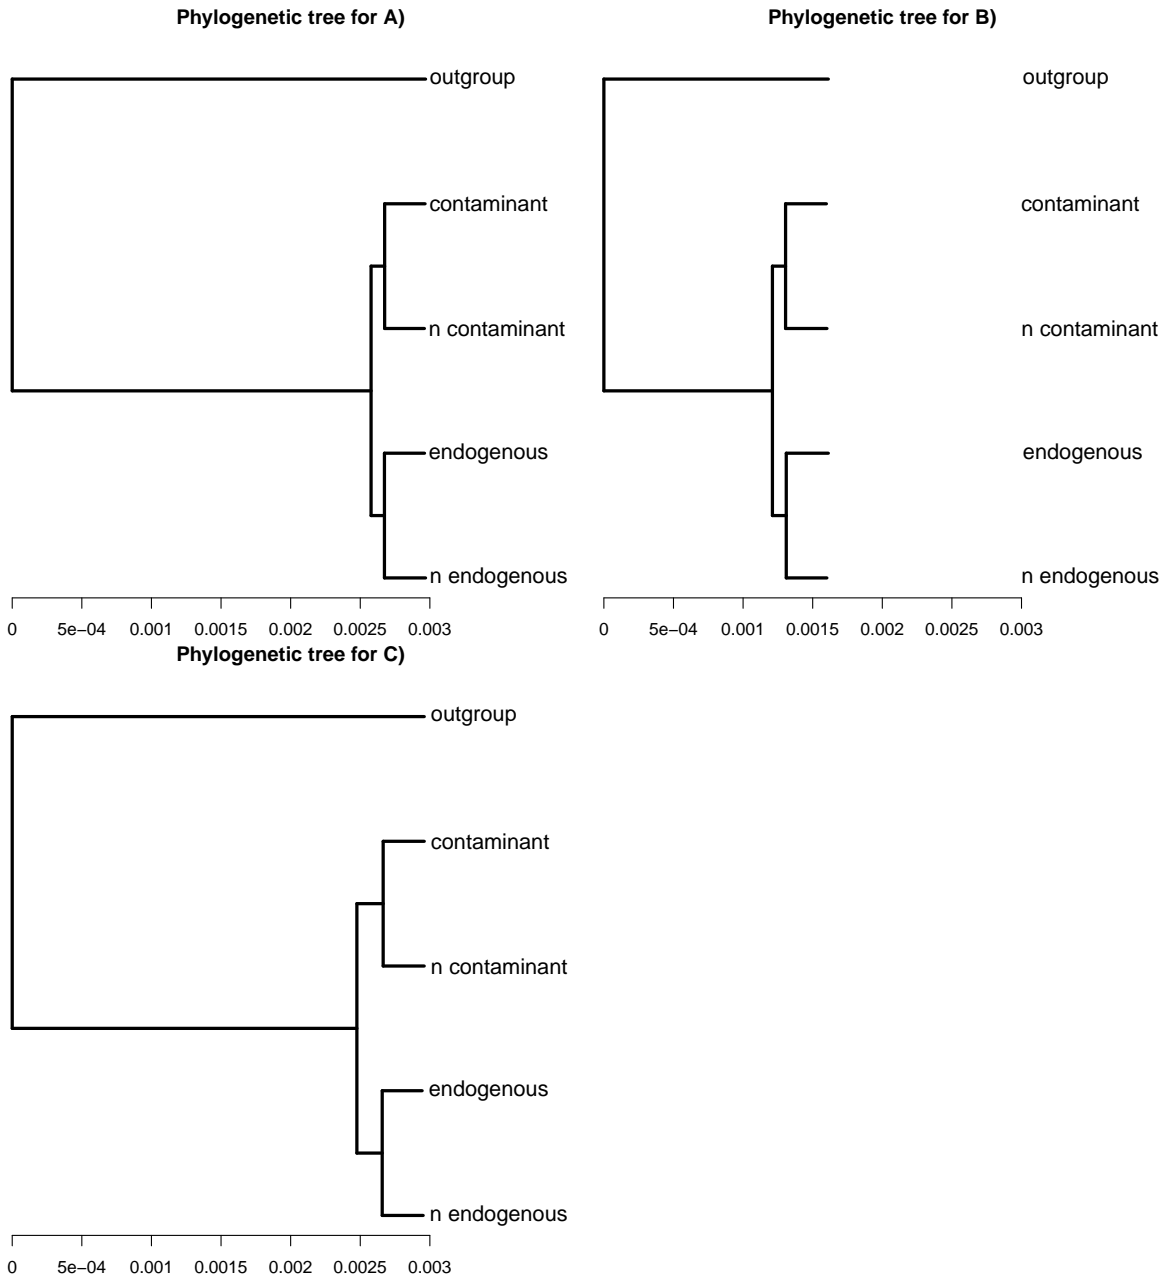 Phylogenetic tree for A)
outgroup
contaminant
n contaminant
endogenous
n endogenous
0 5e−04 0.001 0.0015 0.002 0.0025 0.003
Phylogenetic tree for B)
outgroup
contaminant
n contaminant
endogenous
n endogenous
0 5e−04 0.001 0.0015 0.002 0.0025 0.003
Phylogenetic tree for C)
outgroup
contaminant
n contaminant
endogenous
n endogenous
0 5e−04 0.001 0.0015 0.002 0.0025 0.003